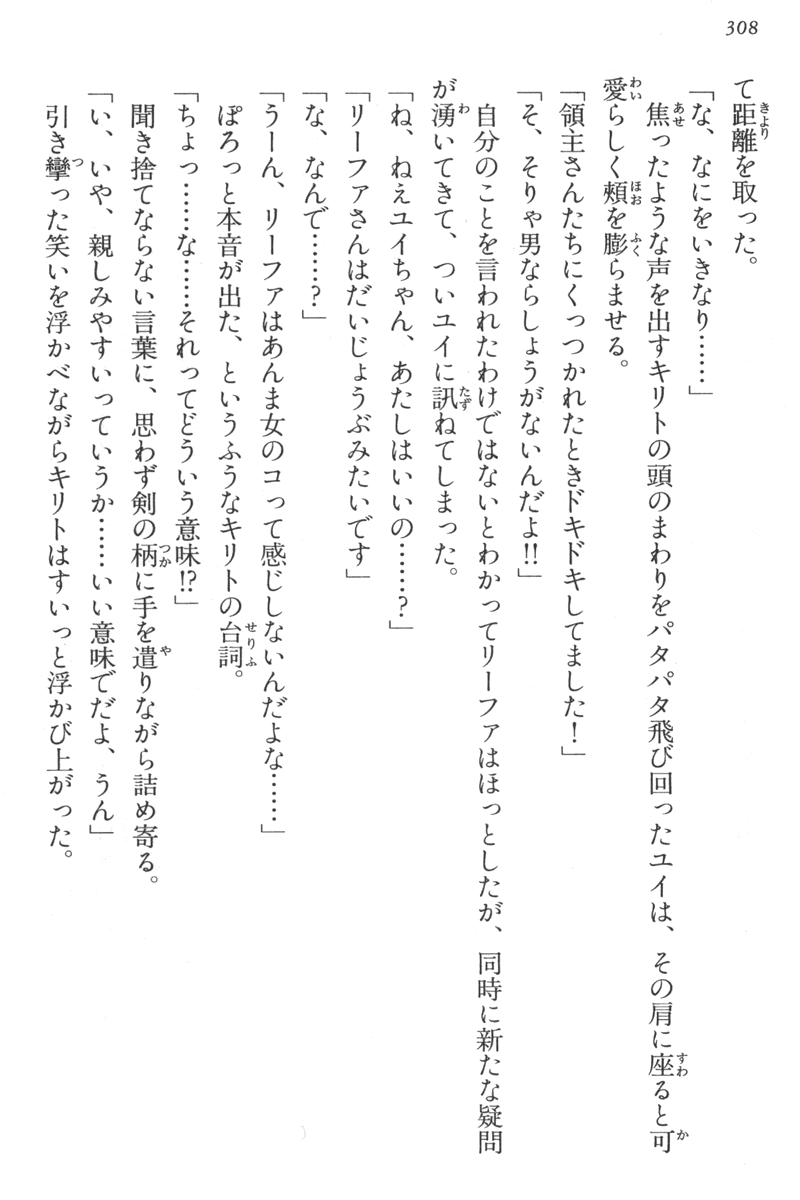 308
て距離を取った。
「な、なにをいきなり……」
焦ったような声を出すキリトの頭のまわりをパタパタ飛び回ったユイは、その肩に座ると可
愛らしく頬を膨らませる。
「領主さんたちにくっつかれたときドキドキしてました！」
「そ、そりゃ男ならしょうがないんだよ!!」
自分のことを言われたわけではないとわかってリーファはほっとしたが、同時に新たな疑問
が湧いてきて、ついユイに訊ねてしまった。
「ね、ねぇユイちゃん、あたしはいいの……？」
「リーファさんはだいじょうぶみたいです」
「な、なんで……？」
「うーん、リーファはあんま女のコって感じしないんだよな……」
ぽろっと本音が出た、というふうなキリトの台詞。
「ちょっ……な……それってどういう意味!?」
聞き捨てならない言葉に、思わず剣の柄に手を遣りながら詰め寄る。
「い、いや、親しみやすいっていうか……いい意味でだよ、うん」
引き攣った笑いを浮かべながらキリトはすいっと浮かび上がった。